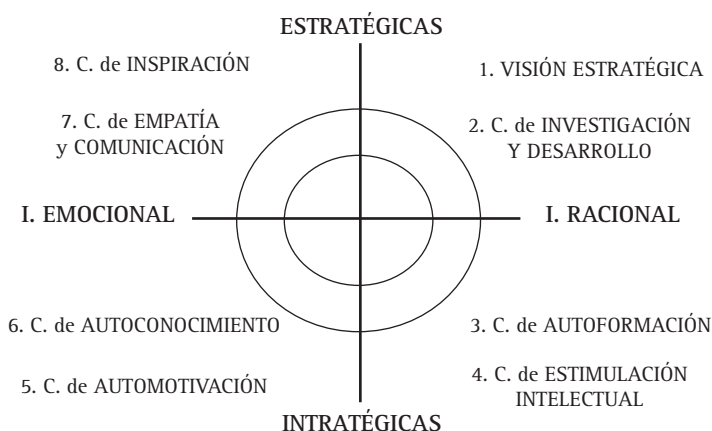 ESTRATÉGICAS
8. C. de INSPIRACIÓN
1. VISIÓN ESTRATÉGICA
7. C. de EMPATÍA
y COMUNICACIÓN
2. C. de INVESTIGACIÓN
Y DESARROLLO
I. EMOCIONAL
I. RACIONAL
6. C. de AUTOCONOCIMIENTO
3. C. de AUTOFORMACIÓN
5. C. de AUTOMOTIVACIÓN
4. C. de ESTIMULACIÓN
INTELECTUAL
INTRATÉGICAS